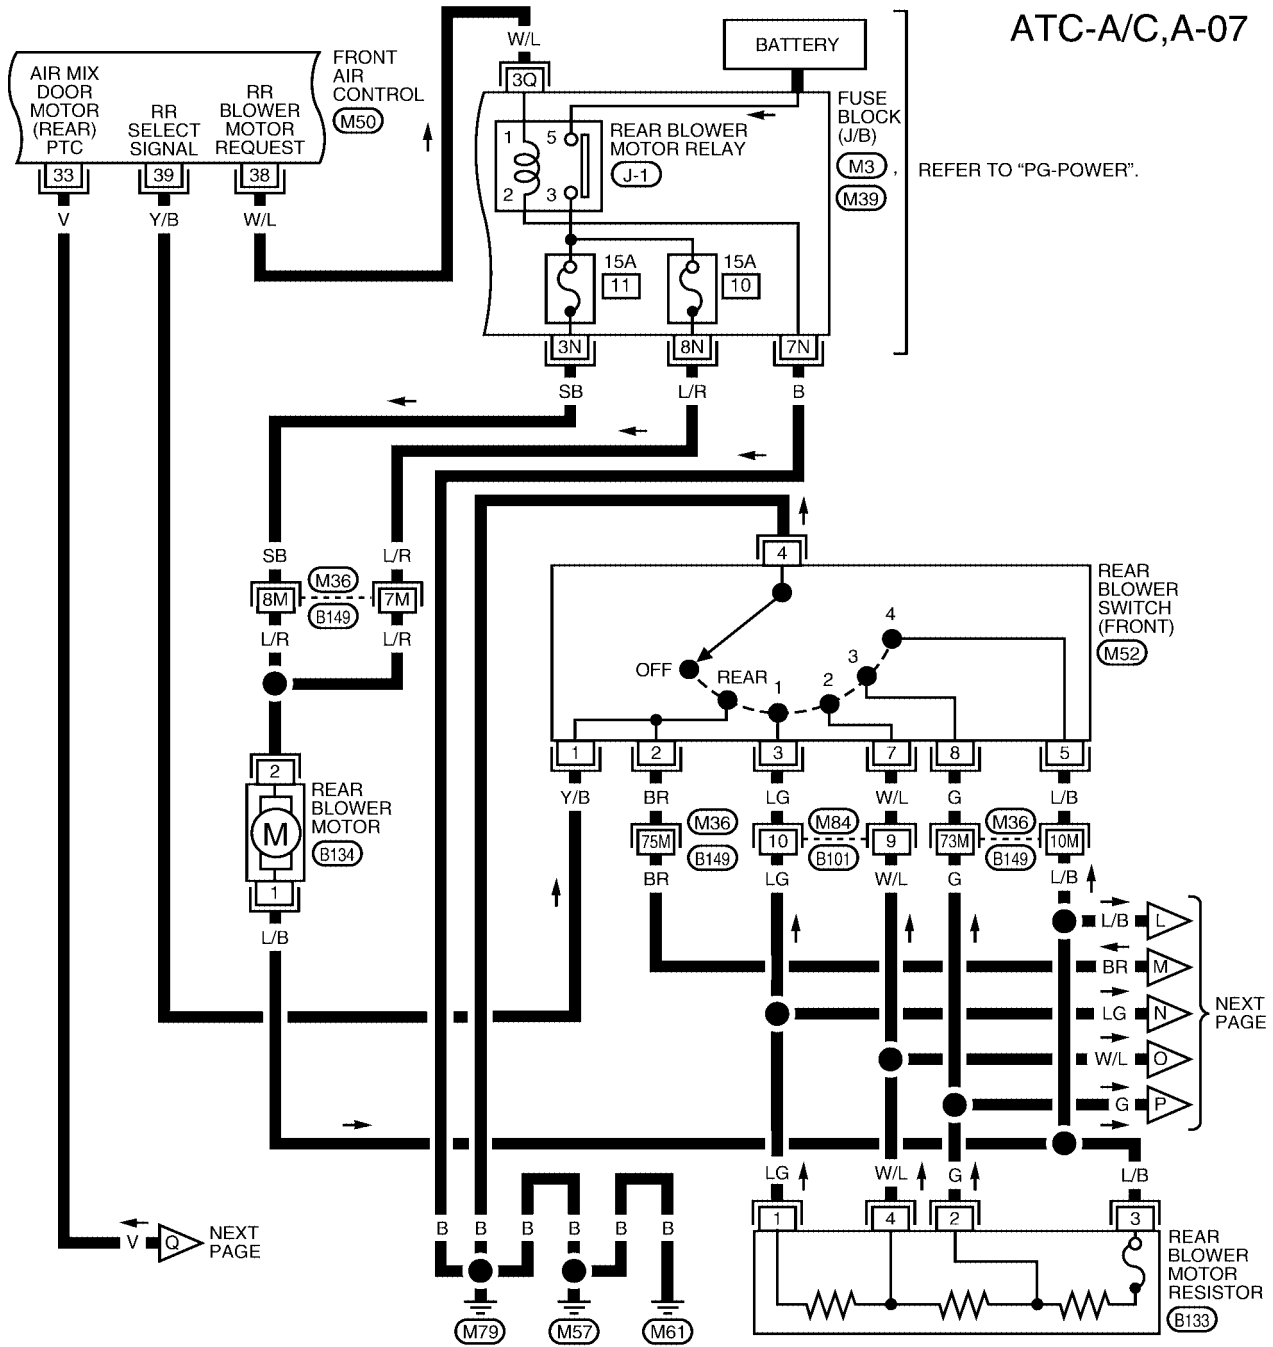 ATC-A/C,A-07
BATTERY
W/L
3Q
AIR MIX
DOOR
MOTOR
(REAR)
PTC
RR
SELECT
SIGNAL
RR
BLOWER
MOTOR
REQUEST
FRONT
AIR
CONTROL
M50
33
39
38
V
Y/B
W/L
1
5
2
3
REAR BLOWER
MOTOR RELAY
J-1
FUSE
BLOCK
(J/B)
M3 ,
M39
REFER TO “PG-POWER”.
15A
11
15A
10
3N
8N
7N
SB
L/R
B
SB
L/R
8M
M36
B149
7M
L/R
L/R
4
REAR
BLOWER
SWITCH
(FRONT)
M52
OFF
REAR
1
2
3
4
1
2
3
7
8
5
Y/B
BR
LG
W/L
G
L/B
75M
M36
B149
10
M84
B101
9
73M
M36
B149
10M
BR
LG
W/L
G
L/B
2
M
1
REAR
BLOWER
MOTOR
B134
L/B
L/B
L
BR
M
LG
N
W/L
O
G
P
NEXT
PAGE
LG
W/L
G
L/B
1
4
2
3
REAR
BLOWER
MOTOR
RESISTOR
B133
V
Q
NEXT
PAGE
B
B
B
B
B
B
M79
M57
M61